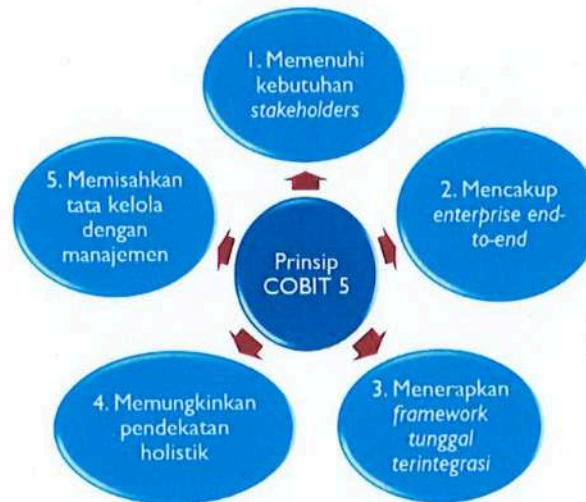 1. Memenuhi
kebutuhan
stakeholders
2. Mencakup
enterprise end-
to-end
3. Menerapkan
framework
tunggal
terintegrasi
4. Memungkinkan
pendekatan
holistik
5. Memisahkan
tata kelola
dengan
manajemen
Prinsip
COBIT 5